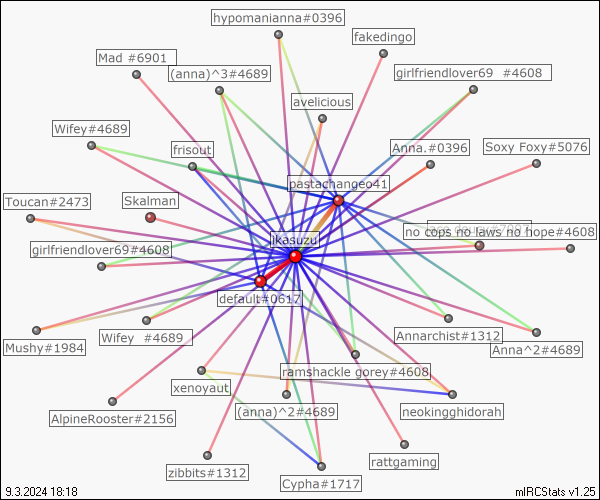 hypomanianna#0396
fakedingo
Mad #6901
(anna)^3#4689
girlfriendlover69 #4608
avelicious
Wifey#4689
frisout
Anna.#0396
Soxy Foxy#5076
pastachangeo41
Toucan#2473
Skalman
no cops no laws no hope#4608
ikasuzu
girlfriendlover69#4608
default#0617
Mushy#1984
Wifey #4689
Annarchist#1312
Anna^2#4689
ramshackle gorey#4608
xenoyaut
AlpineRooster#2156
(anna)^2#4689
neokingghidorah
rattgaming
zibbits#1312
Cypha#1717
9.3.2024 18:18
mIRCStats v1.25